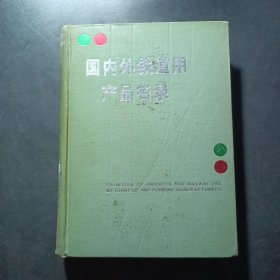 国内外铁道用
产品名录
CATALOGUE OF PRODUCTS FOR RAILWAY USE
BY CHINESE AND FOREIGN MANUFACTURERS